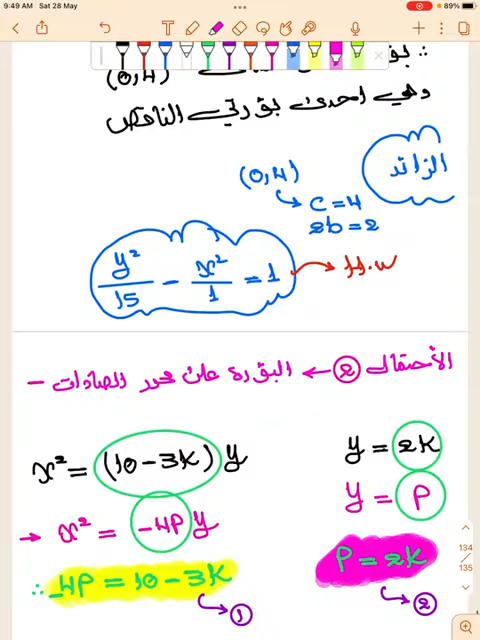 9:49 AM Sat 28 May
89%
(0,4)
وهي احدى بؤرتي الناقص
الزائد
(0,4)
c = 4
2b = 2
y²/15 - x²/1 = 1 → H.w
الأحتمال ② ← البؤرة على محور الصادات -
x² = (10-3k) y
y = 2k
→ x² = -4P y
y = P
∴ -4P = 10-3k
P = 2k
①
②
134
135